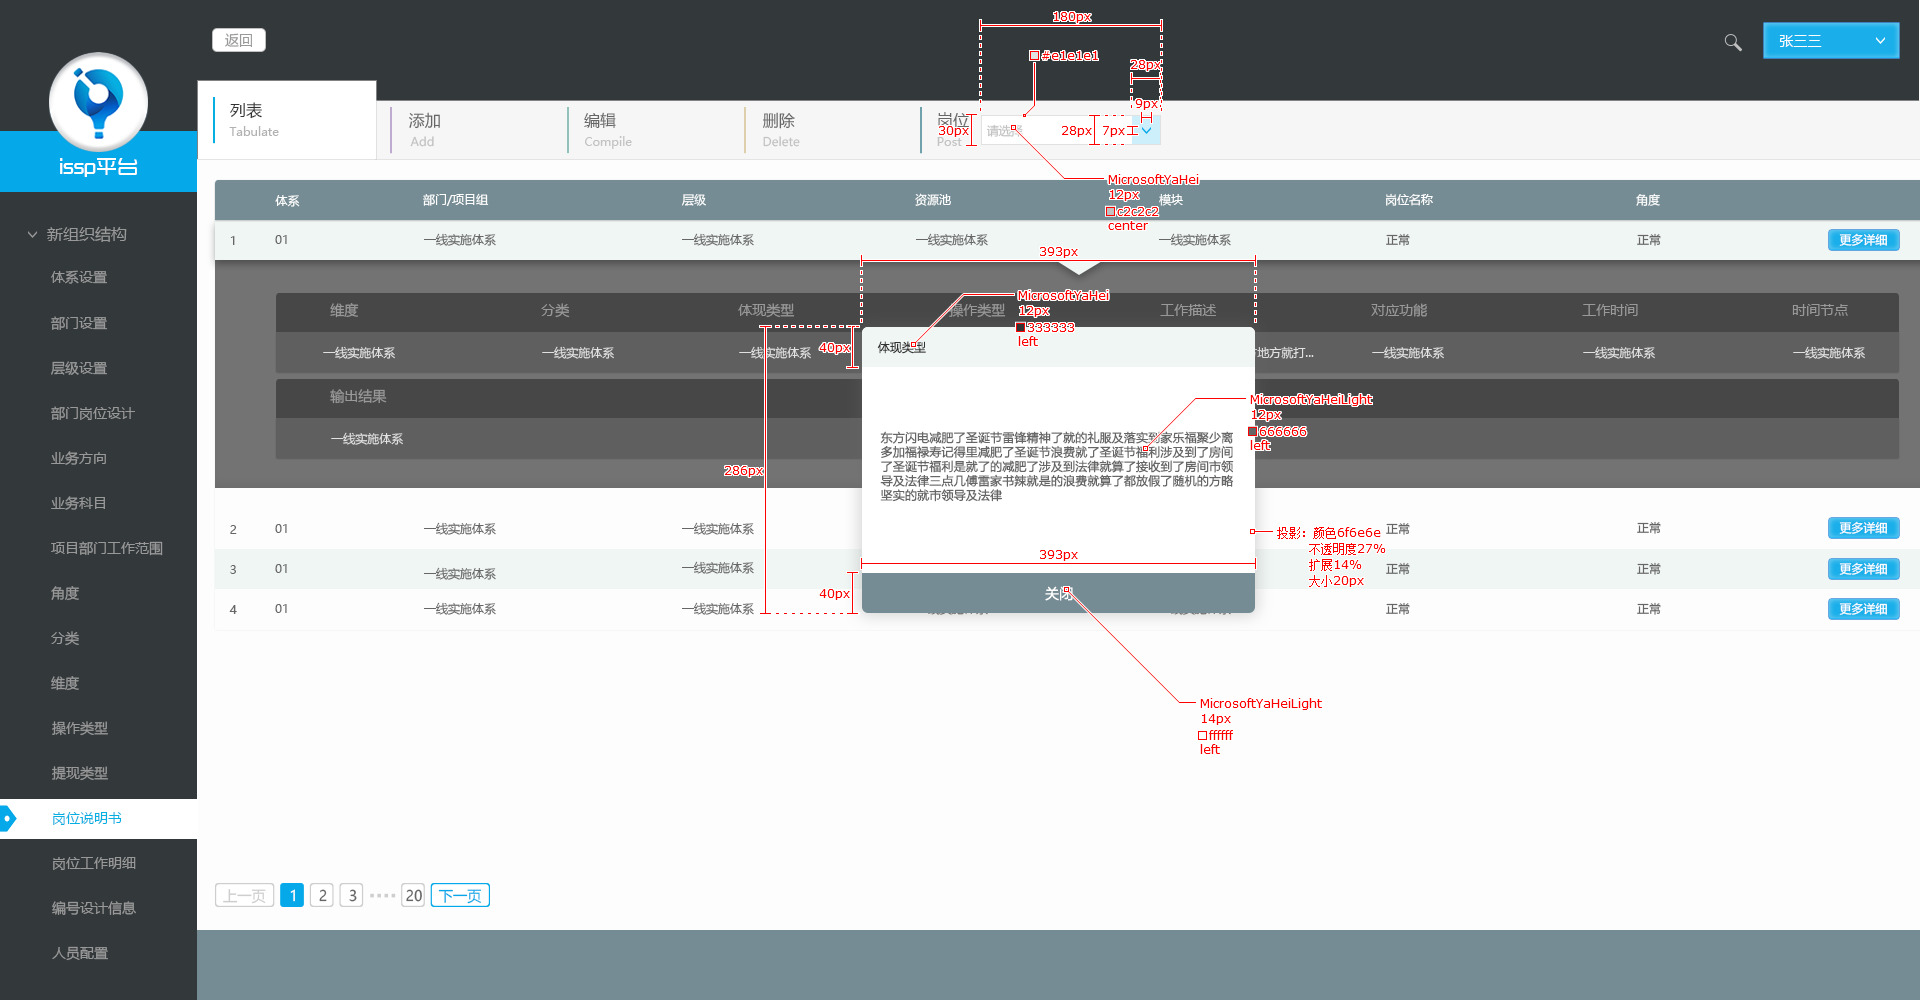 返回
180px
#e1e1e1
28px
9px
张三三
issp平台
列表
Tabulate
添加
Add
编辑
Compile
删除
Delete
岗位
Post
30px
请选择
28px
7px
MicrosoftYaHei
12px
c2c2c2
center
新组织结构
体系设置
部门设置
层级设置
部门岗位设计
业务方向
业务科目
项目部门工作范围
角度
分类
维度
操作类型
提现类型
岗位说明书
岗位工作明细
编号设计信息
人员配置
体系 部门/项目组 层级 资源池 模块 岗位名称 角度
1 01 一线实施体系 一线实施体系 一线实施体系 一线实施体系 正常 正常 更多详细
393px
维度 分类 体现类型 操作类型 工作描述 对应功能 工作时间 时间节点
MicrosoftYaHei
12px
333333
left
一线实施体系 一线实施体系 一线实施体系 地方就打... 一线实施体系 一线实施体系 一线实施体系
40px
体现类型
输出结果
一线实施体系
MicrosoftYaHeiLight
12px
666666
left
286px
东方闪电减肥了圣诞节雷锋精神了就的礼服及落实到家乐福聚少离
多加福禄寿记得里减肥了圣诞节浪费就了圣诞节福利涉及到了房间
了圣诞节福利是就了的减肥了涉及到法律就算了接收到了房间市领
导及法律三点几傅雷家书辣就是的浪费就算了都放假了随机的方略
坚实的就市领导及法律
2 01 一线实施体系 一线实施体系 正常 正常 更多详细
投影：颜色6f6e6e
不透明度27%
扩展14%
大小20px
393px
3 01 一线实施体系 一线实施体系 正常 正常 更多详细
40px
关闭
4 01 一线实施体系 一线实施体系 正常 正常 更多详细
MicrosoftYaHeiLight
14px
ffffff
left
上一页 1 2 3 •••• 20 下一页